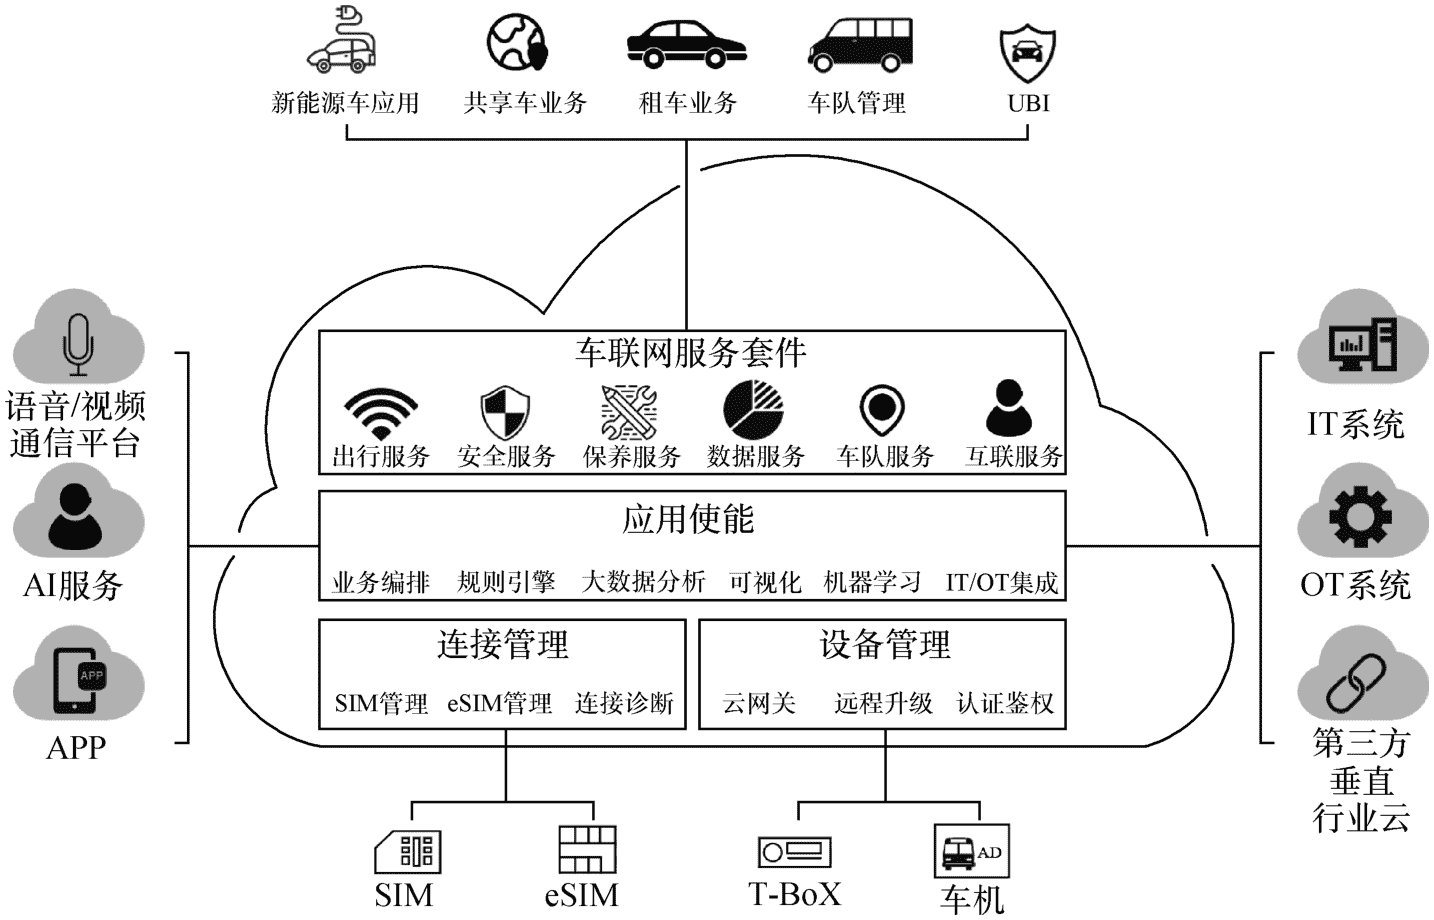 新能源车应用 共享车业务 租车业务 车队管理 UBI
车联网服务套件
出行服务 安全服务 保养服务 数据服务 车队服务 互联服务
应用使能
业务编排 规则引擎 大数据分析 可视化 机器学习 IT/OT集成
连接管理
SIM管理 eSIM管理 连接诊断
设备管理
云网关 远程升级 认证鉴权
语音/视频
通信平台
AI服务
APP
APP
IT系统
OT系统
第三方
垂直
行业云
AD
SIM eSIM T-BoX 车机